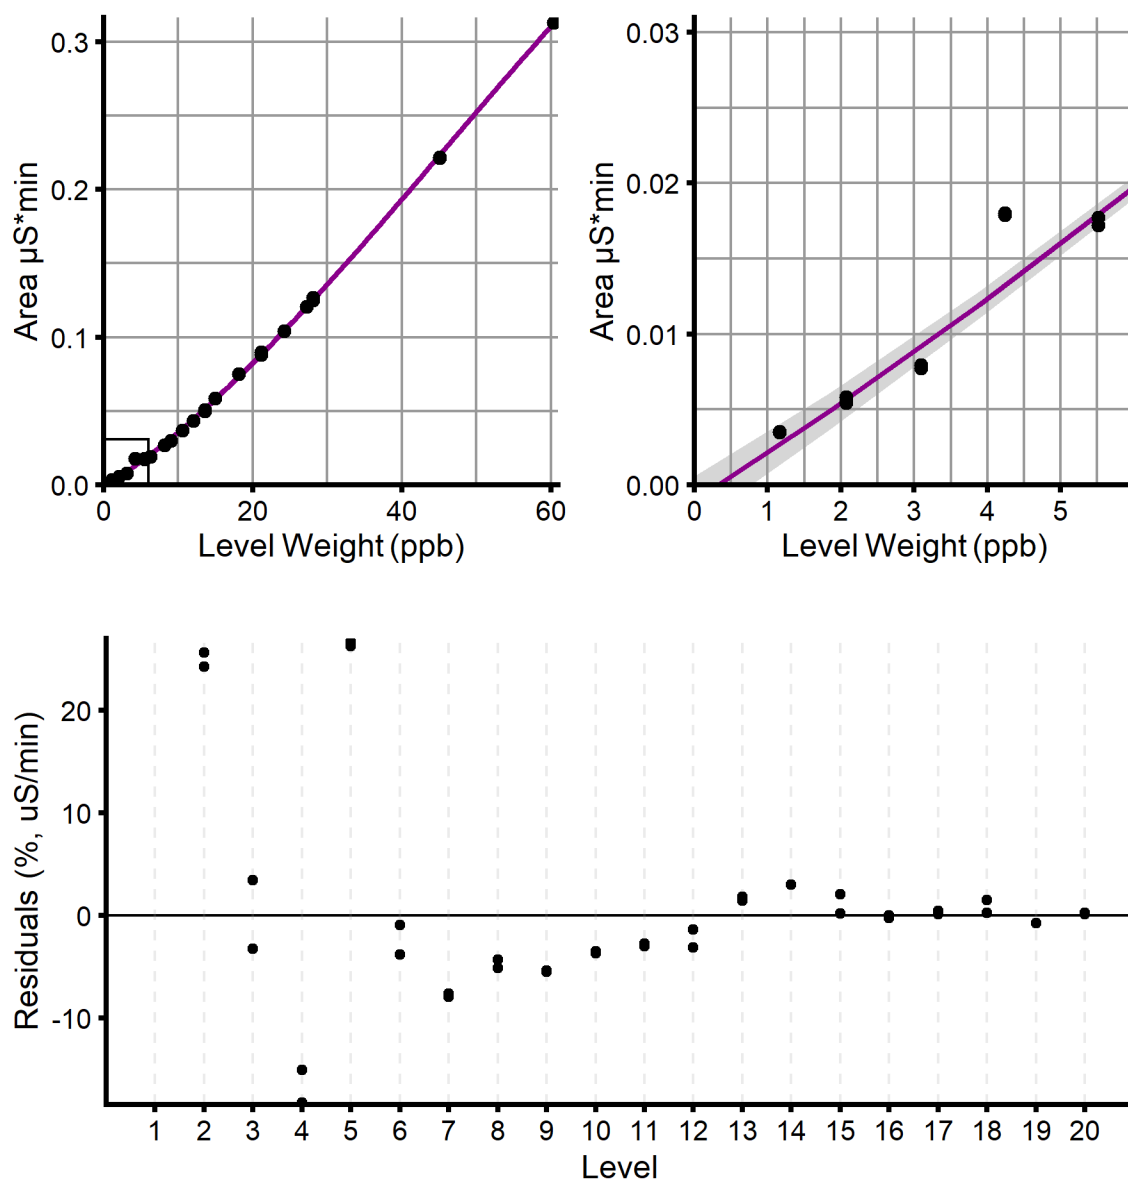 Area µS*min
0.3
0.2
0.1
0.0
0 20 40 60
Level Weight (ppb)
Area µS*min
0.03
0.02
0.01
0.00
0 1 2 3 4 5
Level Weight (ppb)
Residuals (%, uS/min)
20
10
0
-10
1 2 3 4 5 6 7 8 9 10 11 12 13 14 15 16 17 18 19 20
Level